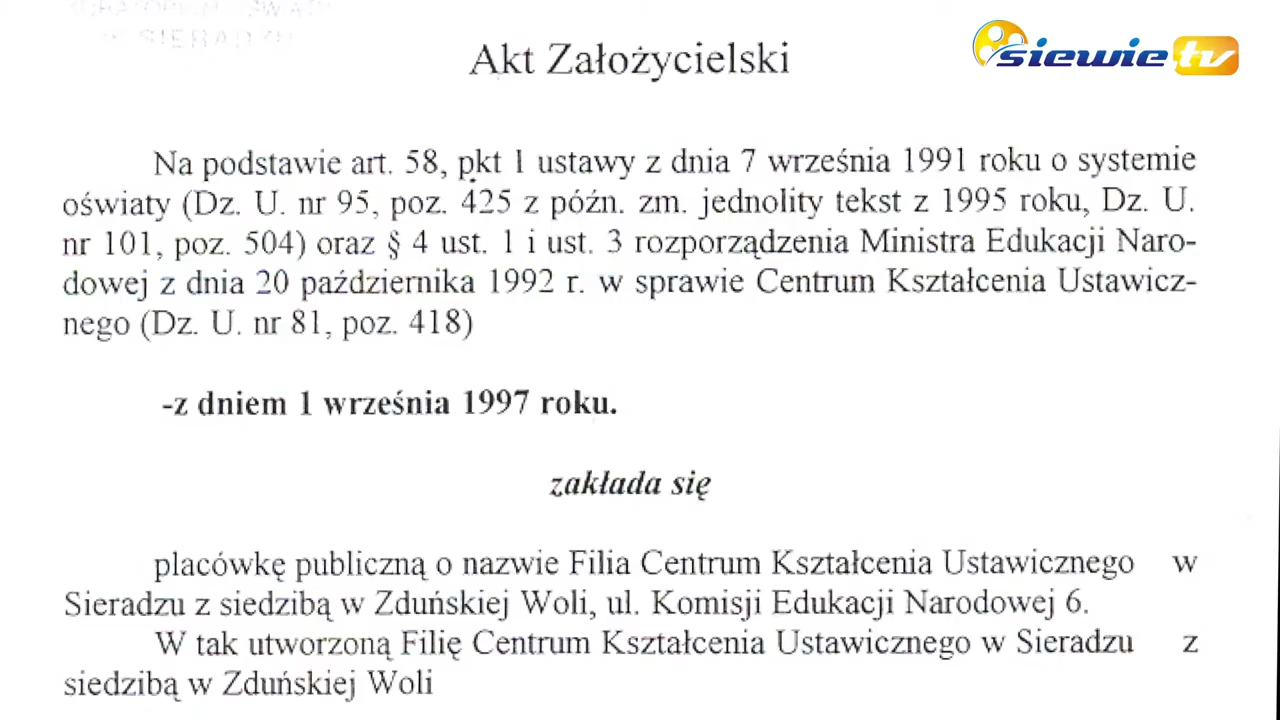 SIERADZU
Akt Założycielski
siewie tv
Na podstawie art. 58, pkt 1 ustawy z dnia 7 września 1991 roku o systemie
oświaty (Dz. U. nr 95, poz. 425 z późn. zm. jednolity tekst z 1995 roku, Dz. U.
nr 101, poz. 504) oraz § 4 ust. 1 i ust. 3 rozporządzenia Ministra Edukacji Naro-
dowej z dnia 20 października 1992 r. w sprawie Centrum Kształcenia Ustawicz-
nego (Dz. U. nr 81, poz. 418)
-z dniem 1 września 1997 roku.
zakłada się
placówkę publiczną o nazwie Filia Centrum Kształcenia Ustawicznego w
Sieradzu z siedzibą w Zduńskiej Woli, ul. Komisji Edukacji Narodowej 6.
W tak utworzoną Filię Centrum Kształcenia Ustawicznego w Sieradzu z
siedzibą w Zduńskiej Woli